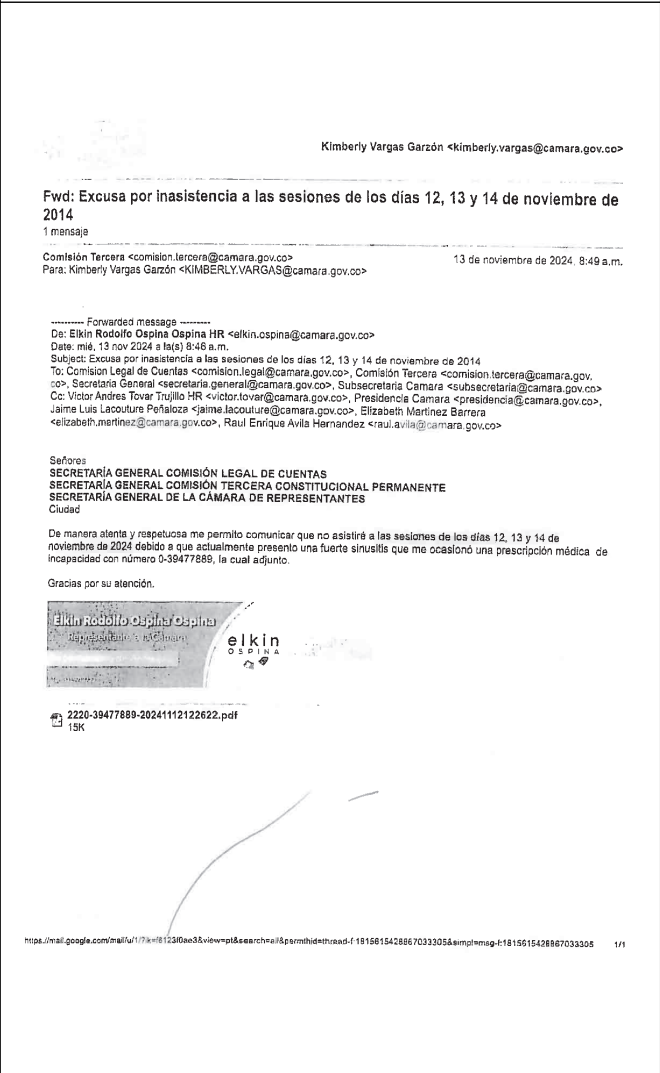 Kimberly Vargas Garzón <kimberly.vargas@camara.gov.co>
Fwd: Excusa por inasistencia a las sesiones de los días 12, 13 y 14 de noviembre de
2014
1 mensaje
Comisión Tercera <comision.tercera@camara.gov.co>
13 de noviembre de 2024, 8:49 a.m.
Para: Kimberly Vargas Garzón <KIMBERLY.VARGAS@camara.gov.co>
---------- Forwarded message ---------
De: Elkin Rodolfo Ospina Ospina HR <elkin.ospina@camara.gov.co>
Date: mié, 13 nov 2024 a la(s) 8:46 a.m.
Subject: Excusa por inasistencia a las sesiones de los días 12, 13 y 14 de noviembre de 2014
To: Comision Legal de Cuentas <comision.legal@camara.gov.co>, Comisión Tercera <comision.tercera@camara.gov.
co>, Secretaria General <secretaria.general@camara.gov.co>, Subsecretaria Camara <subsecretaria@camara.gov.co>
Cc: Victor Andres Tovar Trujillo HR <victor.tovar@camara.gov.co>, Presidencia Camara <presidencia@camara.gov.co>,
Jaime Luis Lacouture Peñaloza <jaime.lacouture@camara.gov.co>, Elizabeth Martinez Barrera
<elizabeth.martinez@camara.gov.co>, Raul Enrique Avila Hernandez <raul.avila@camara.gov.co>
Señores
SECRETARÍA GENERAL COMISIÓN LEGAL DE CUENTAS
SECRETARÍA GENERAL COMISIÓN TERCERA CONSTITUCIONAL PERMANENTE
SECRETARÍA GENERAL DE LA CÁMARA DE REPRESENTANTES
Ciudad
De manera atenta y respetuosa me permito comunicar que no asistiré a las sesiones de los días 12, 13 y 14 de
noviembre de 2024 debido a que actualmente presento una fuerte sinusitis que me ocasionó una prescripción médica de
incapacidad con número 0-39477889, la cual adjunto.
Gracias por su atención.
Elkin Rodolfo Ospina Ospina
Representante a la Cámara
elkin
OSPINA
2220-39477889-20241112122622.pdf
15K
1/1